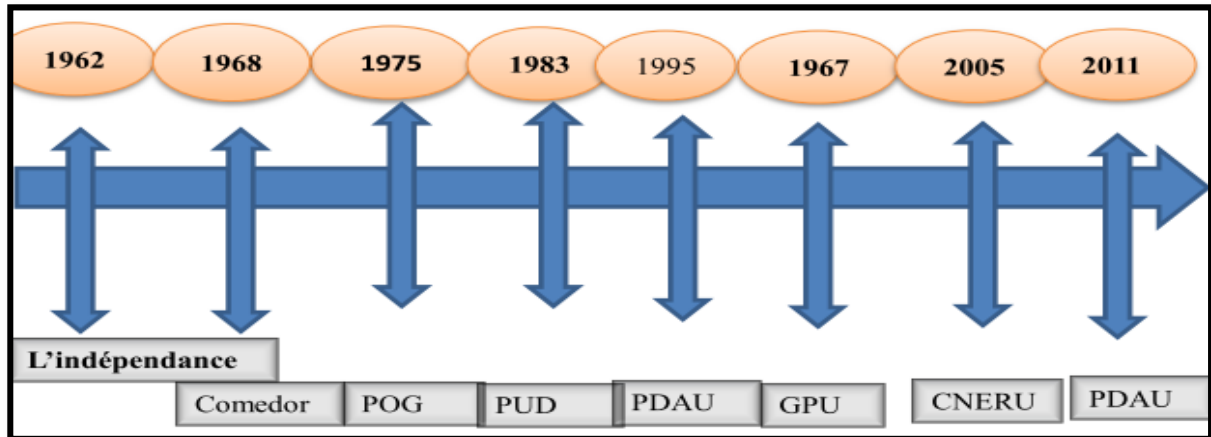 1962 1968 1975 1983 1995 1967 2005 2011
L'indépendance
Comedor POG PUD PDAU GPU CNERU PDAU